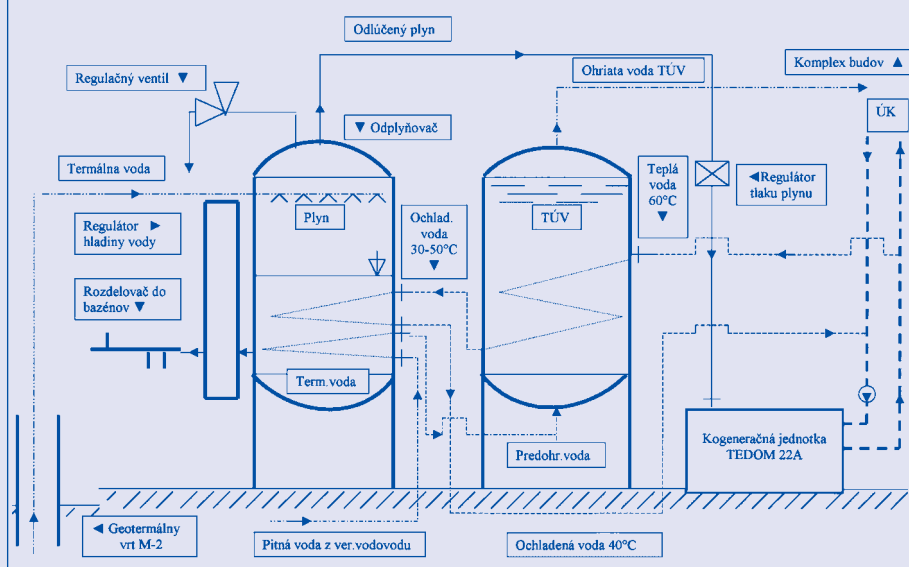 Odlúčený plyn
Regulačný ventil ▼
Ohriata voda TÚV
Komplex budov ▲
ÚK
▼ Odplyňovač
Termálna voda
Teplá
voda
60°C
▼
◄Regulátor
tlaku plynu
Regulátor ►
hladiny vody
Plyn
Ochlad.
voda
30-50°C
▼
TÚV
Rozdelovač do
bazénov ▼
Term.voda
Predohr.voda
Kogeneračná jednotka
TEDOM 22A
◄ Geotermálny
vrt M-2
Pitná voda z ver.vodovodu
Ochladená voda 40°C